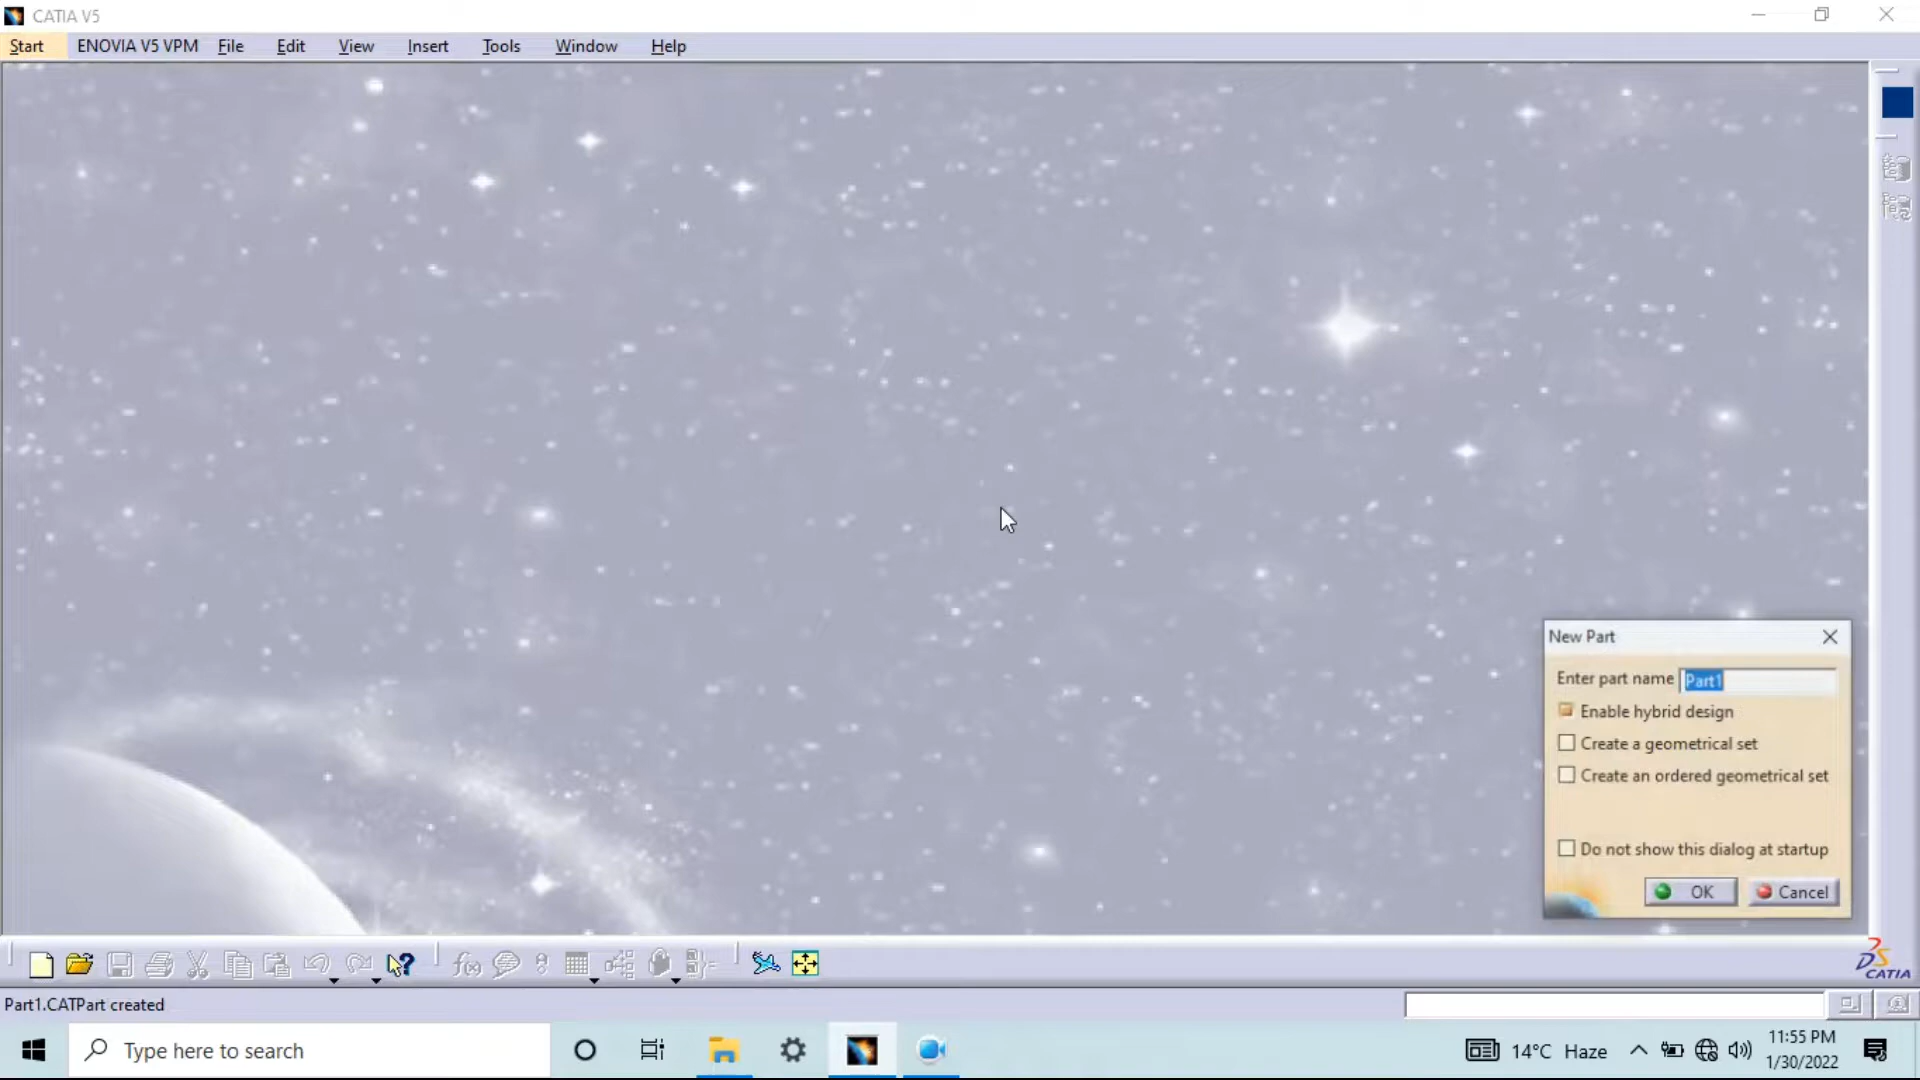 CATIA V5
Start ENOVIA V5 VPM File Edit View Insert Tools Window Help
New Part
Enter part name Part1
Enable hybrid design
Create a geometrical set
Create an ordered geometrical set
Do not show this dialog at startup
OK Cancel
f(x)
DS
CATIA
Part1.CATPart created
Type here to search
14°C Haze
11:55 PM
1/30/2022